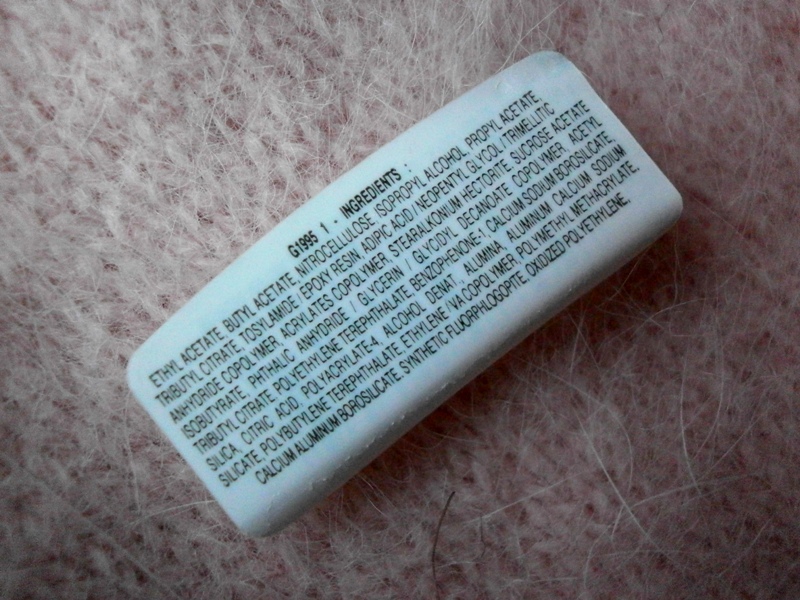 G1995 1 - INGREDIENTS :
ETHYL ACETATE, BUTYL ACETATE, NITROCELLULOSE, ISOPROPYL ALCOHOL, PROPYL ACETATE,
TRIBUTYL CITRATE, TOSYLAMIDE / EPOXY RESIN, ADIPIC ACID / NEOPENTYL GLYCOL / TRIMELLITIC
ANHYDRIDE COPOLYMER, ACRYLATES COPOLYMER, STEARALKONIUM HECTORITE, SUCROSE ACETATE
ISOBUTYRATE, PHTHALIC ANHYDRIDE / GLYCERIN / GLYCIDYL DECANOATE COPOLYMER, ACETYL
TRIBUTYL CITRATE, POLYETHYLENE TEREPHTHALATE, BENZOPHENONE-1, CALCIUM SODIUM BOROSILICATE,
SILICA, CITRIC ACID, POLYACRYLATE-4, ALCOHOL DENAT., ALUMINA, ALUMINUM CALCIUM SODIUM
SILICATE, POLYBUTYLENE TEREPHTHALATE, ETHYLENE / VA COPOLYMER, POLYMETHYL METHACRYLATE,
CALCIUM ALUMINUM BOROSILICATE, SYNTHETIC FLUORPHLOGOPITE, OXIDIZED POLYETHYLENE.